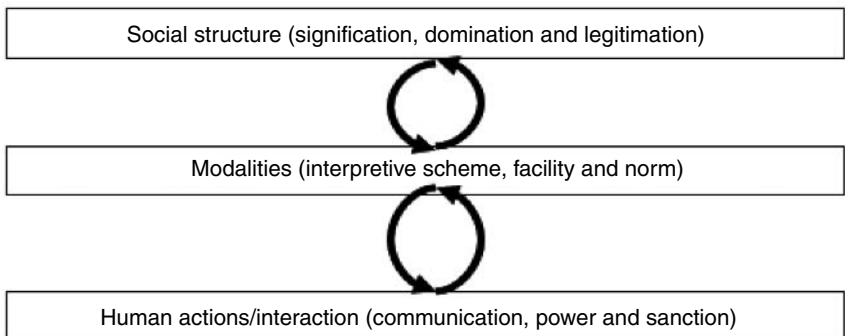 Social structure (signification, domination and legitimation)
Modalities (interpretive scheme, facility and norm)
Human actions/interaction (communication, power and sanction)